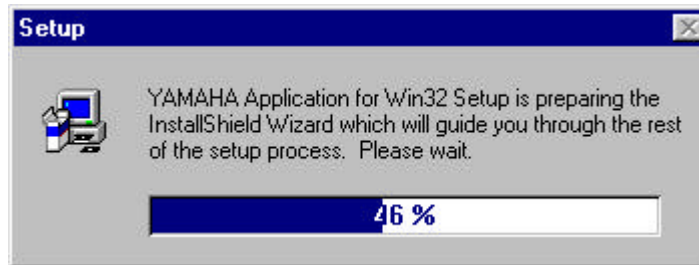 Setup
YAMAHA Application for Win32 Setup is preparing the
InstallShield Wizard which will guide you through the rest
of the setup process.  Please wait.
46 %